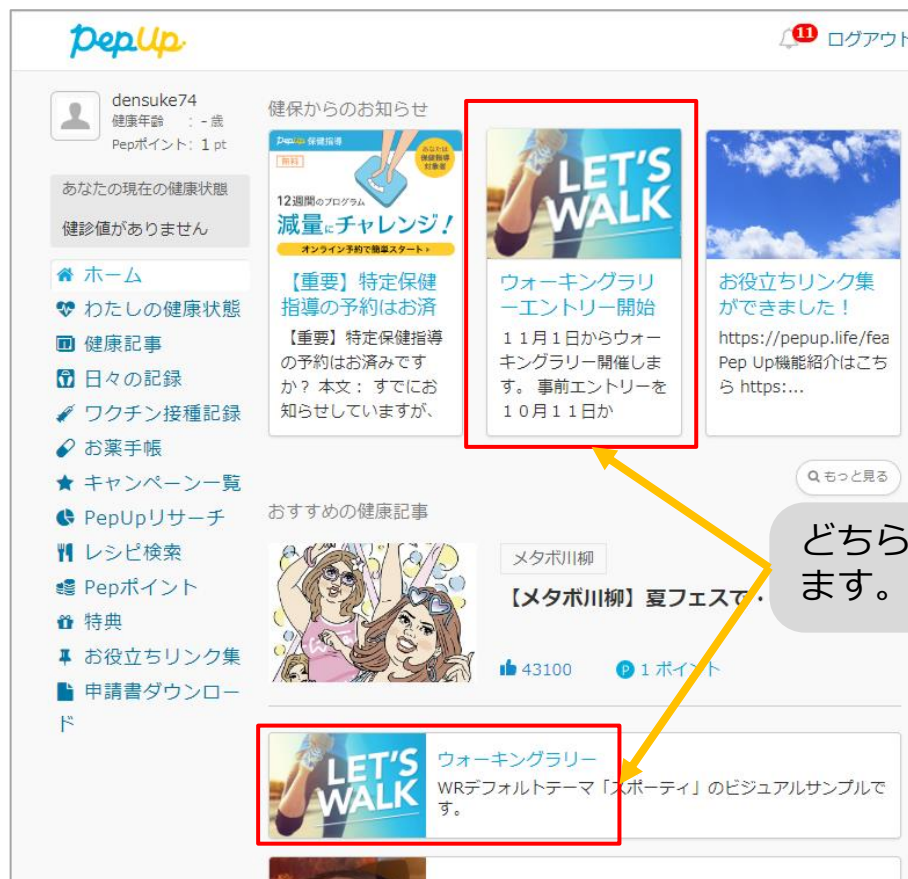 PepUp
11 ログアウト
densuke74
健康年齢 : - 歳
Pepポイント: 1 pt
あなたの現在の健康状態
健診値がありません
ホーム
わたしの健康状態
健康記事
日々の記録
ワクチン接種記録
お薬手帳
キャンペーン一覧
PepUpリサーチ
レシピ検索
Pepポイント
特典
お役立ちリンク集
申請書ダウンロー
ド
健保からのお知らせ
PepUp 保健指導
無料
あなたは
保健指導
対象者
12週間のプログラム
減量にチャレンジ!
オンライン予約で簡単スタート
【重要】特定保健
指導の予約はお済
【重要】特定保健指導
の予約はお済みです
か? 本文: すでにお
知らせしていますが、
LET'S
WALK
ウォーキングラリ
ーエントリー開始
11月1日からウォー
キングラリー開催しま
す。 事前エントリーを
10月11日か
お役立ちリンク集
ができました!
https://pepup.life/fea
Pep Up機能紹介はこち
ら https:...
もっと見る
どちら
ます。
おすすめの健康記事
メタボ川柳
【メタボ川柳】夏フェスで・
43100 P 1 ポイント
LET'S
WALK
ウォーキングラリー
WRデフォルトテーマ「スポーティ」のビジュアルサンプルで
す。